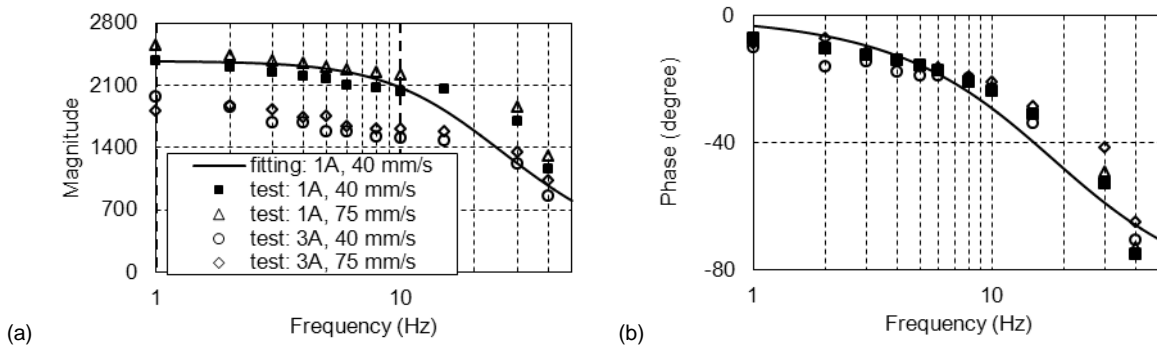 2800
2100
1400
700
0
Magnitude
fitting: 1A, 40 mm/s
test: 1A, 40 mm/s
test: 1A, 75 mm/s
test: 3A, 40 mm/s
test: 3A, 75 mm/s
1
10
Frequency (Hz)
(a)
0
-40
-80
Phase (degree)
1
10
Frequency (Hz)
(b)